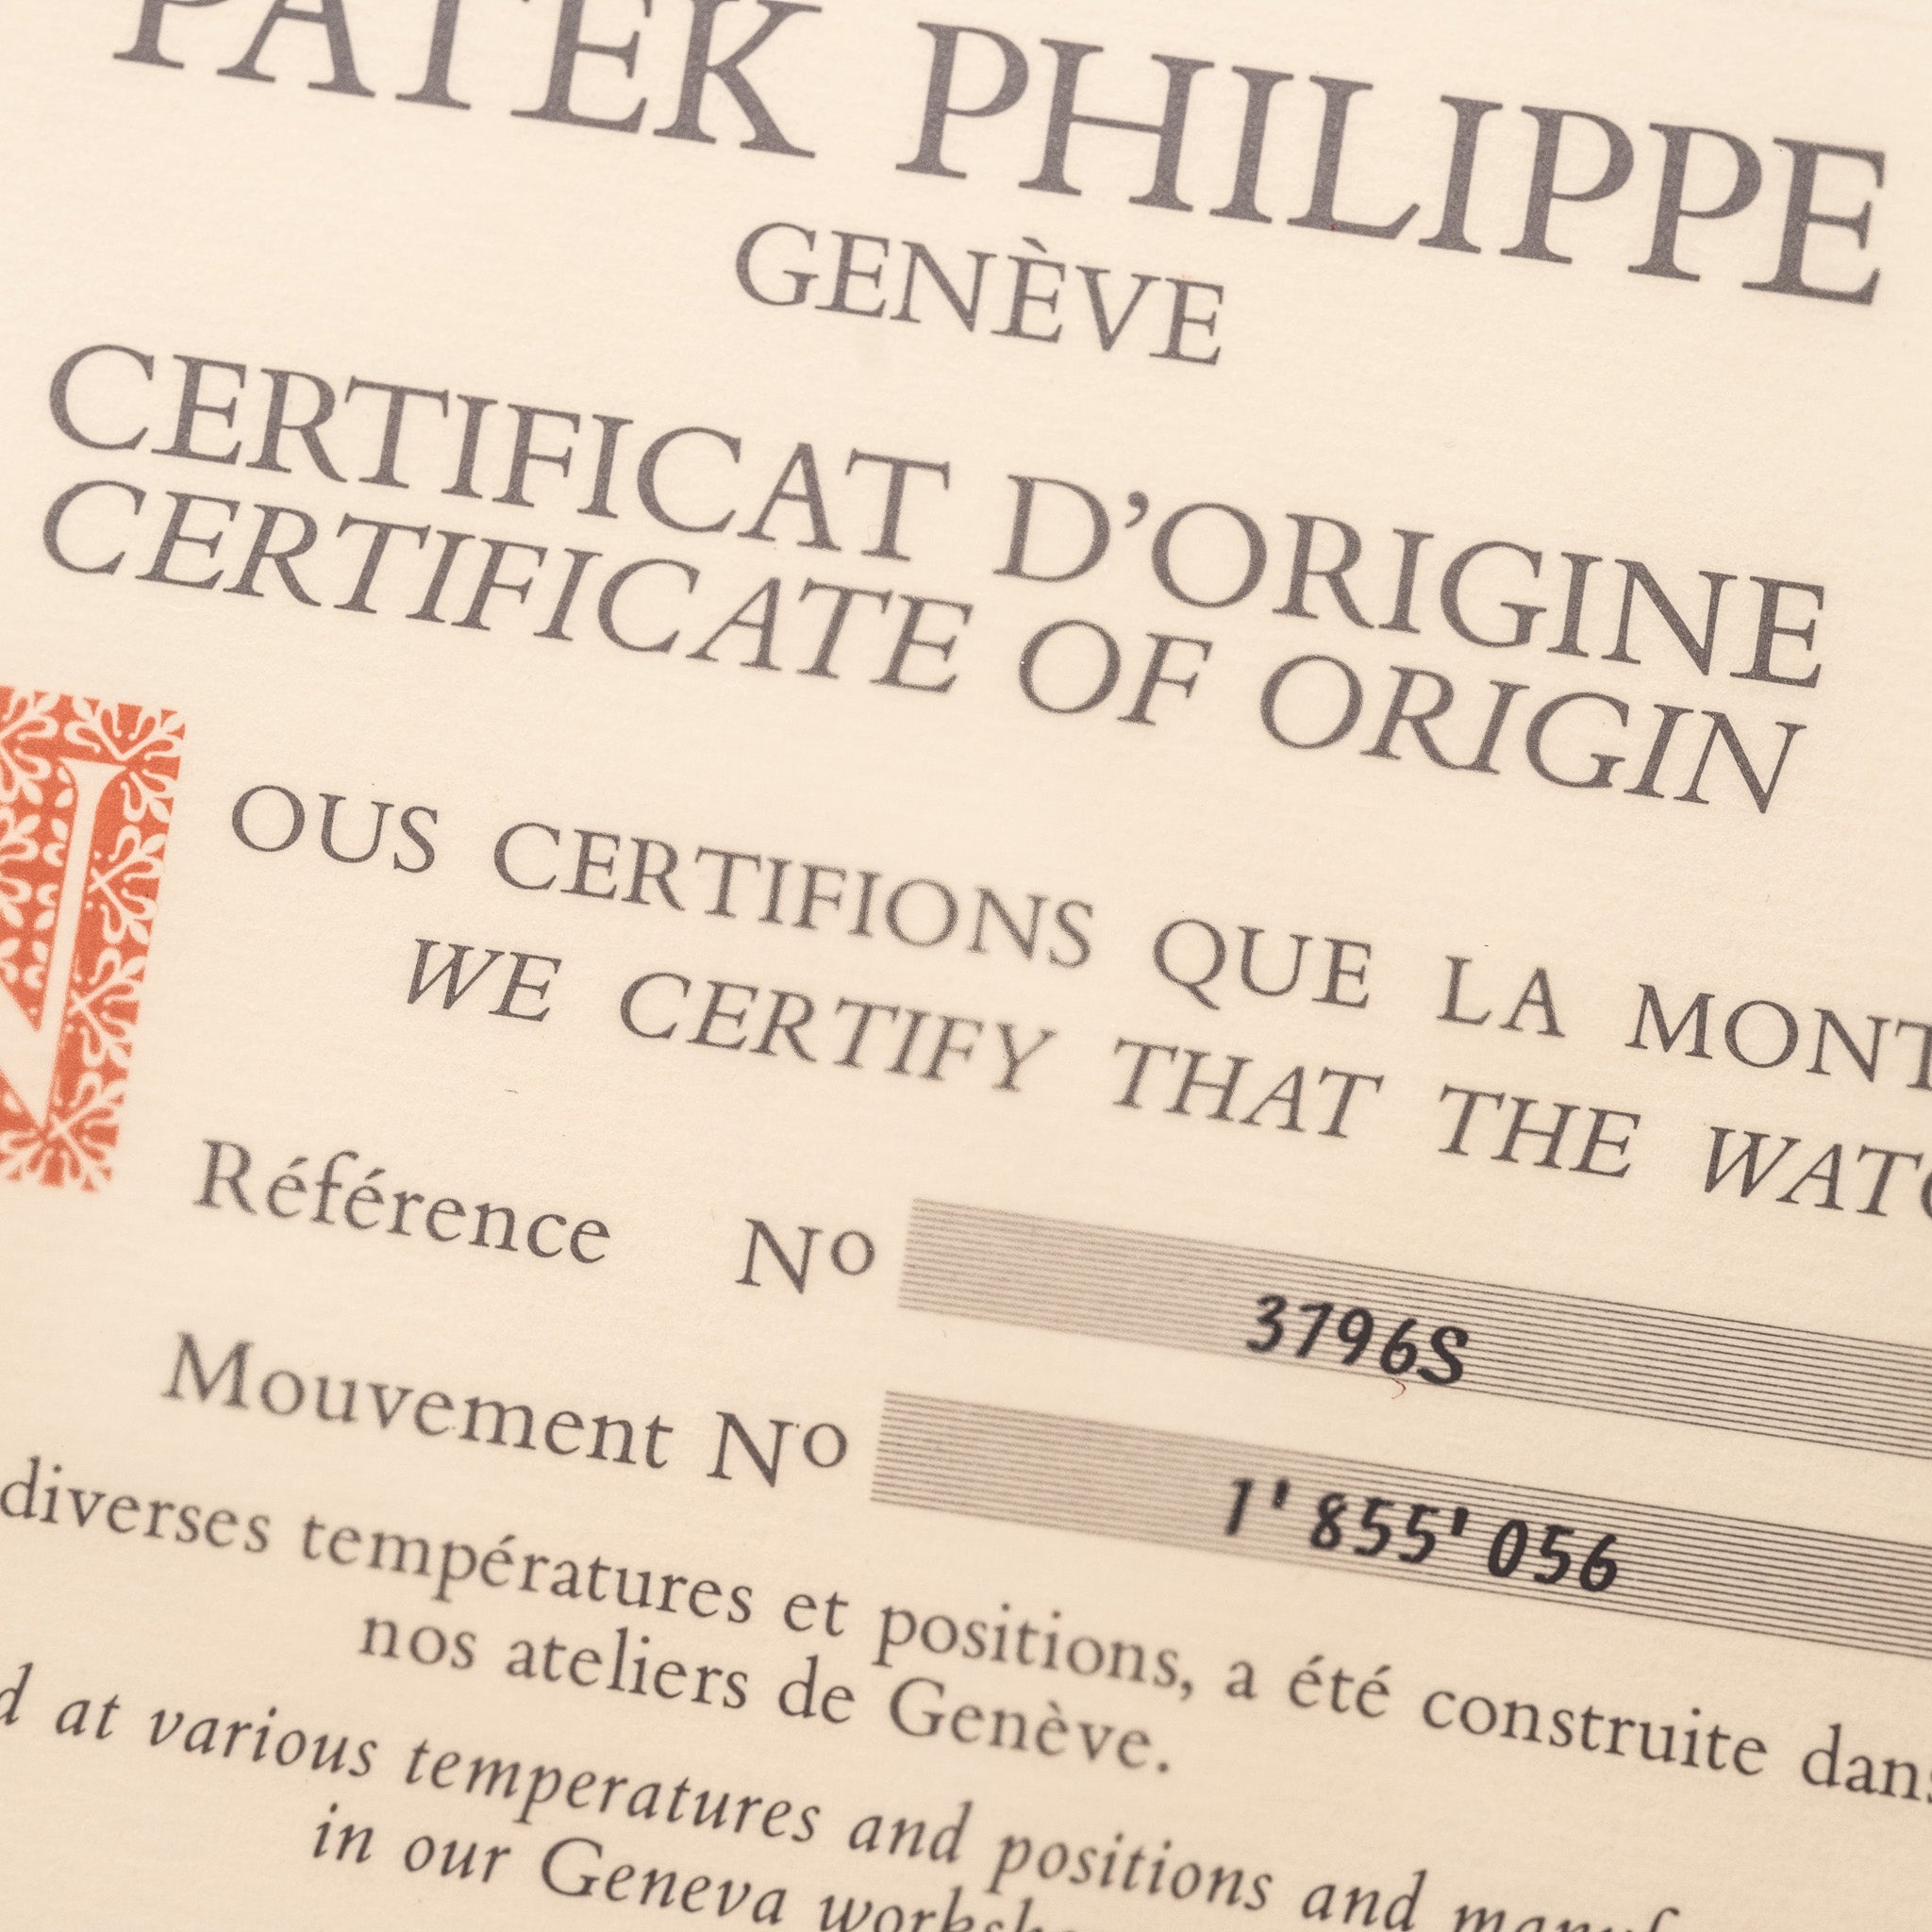 PATEK PHILIPPE
GENÈVE
CERTIFICAT D'ORIGINE
CERTIFICATE OF ORIGIN
NOUS CERTIFIONS QUE LA MONT
WE CERTIFY THAT THE WATC
Référence Nº 3796S
Mouvement Nº 1'855'056
diverses températures et positions, a été construite dans
nos ateliers de Genève.
d at various temperatures and positions and manuf
in our Geneva worksh